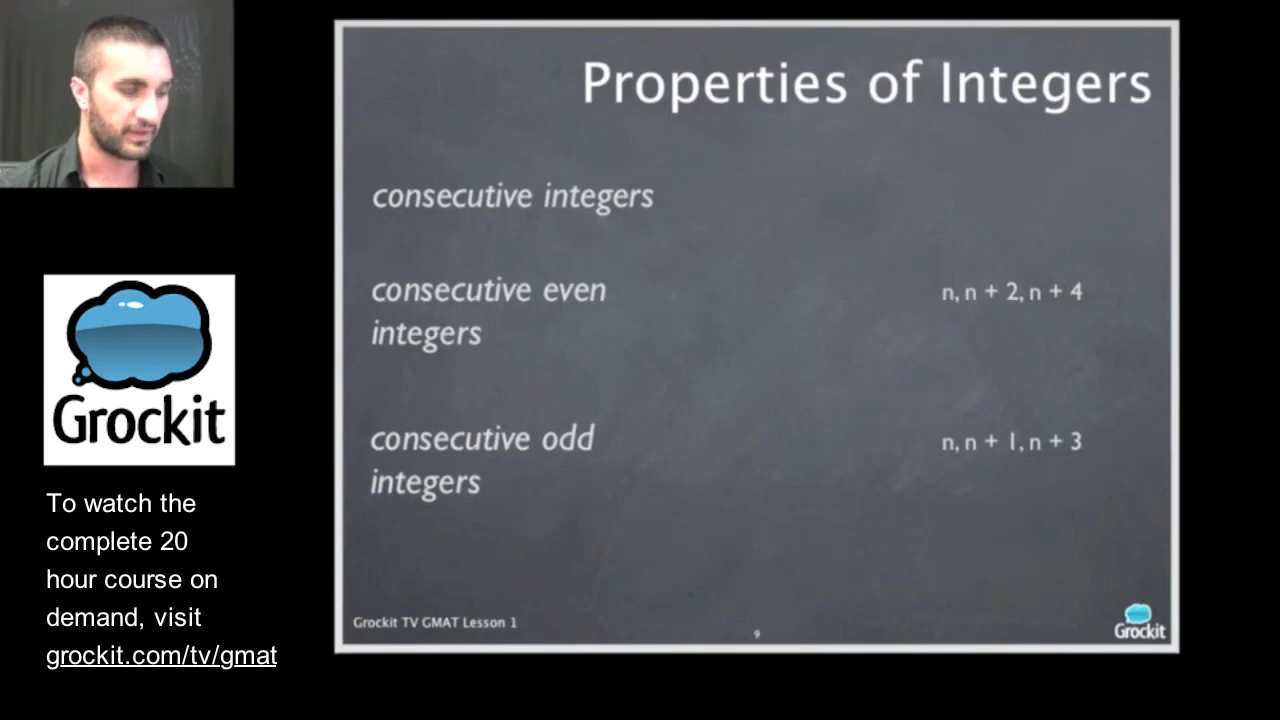 Properties of Integers
consecutive integers
consecutive even
integers
n, n + 2, n + 4
consecutive odd
integers
n, n + 1, n + 3
Grockit TV GMAT Lesson 1
9
Grockit
Grockit
To watch the
complete 20
hour course on
demand, visit
grockit.com/tv/gmat